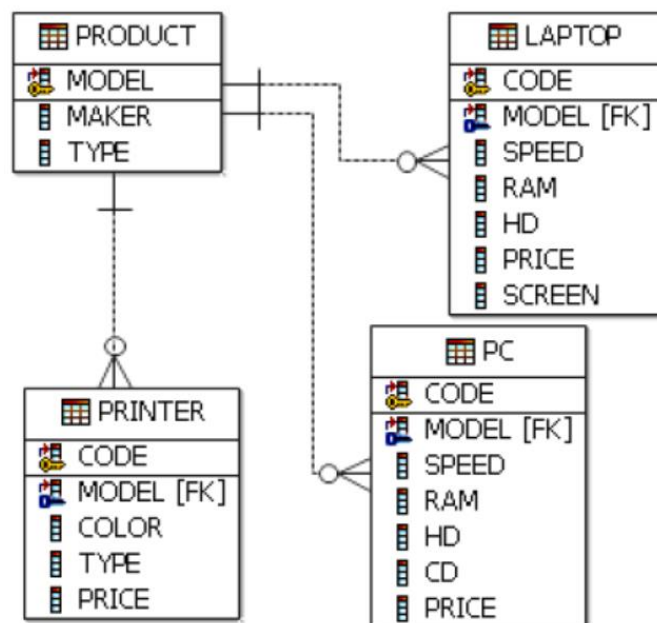 PRODUCT
MODEL
MAKER
TYPE
LAPTOP
CODE
MODEL [FK]
SPEED
RAM
HD
PRICE
SCREEN
PRINTER
CODE
MODEL [FK]
COLOR
TYPE
PRICE
PC
CODE
MODEL [FK]
SPEED
RAM
HD
CD
PRICE